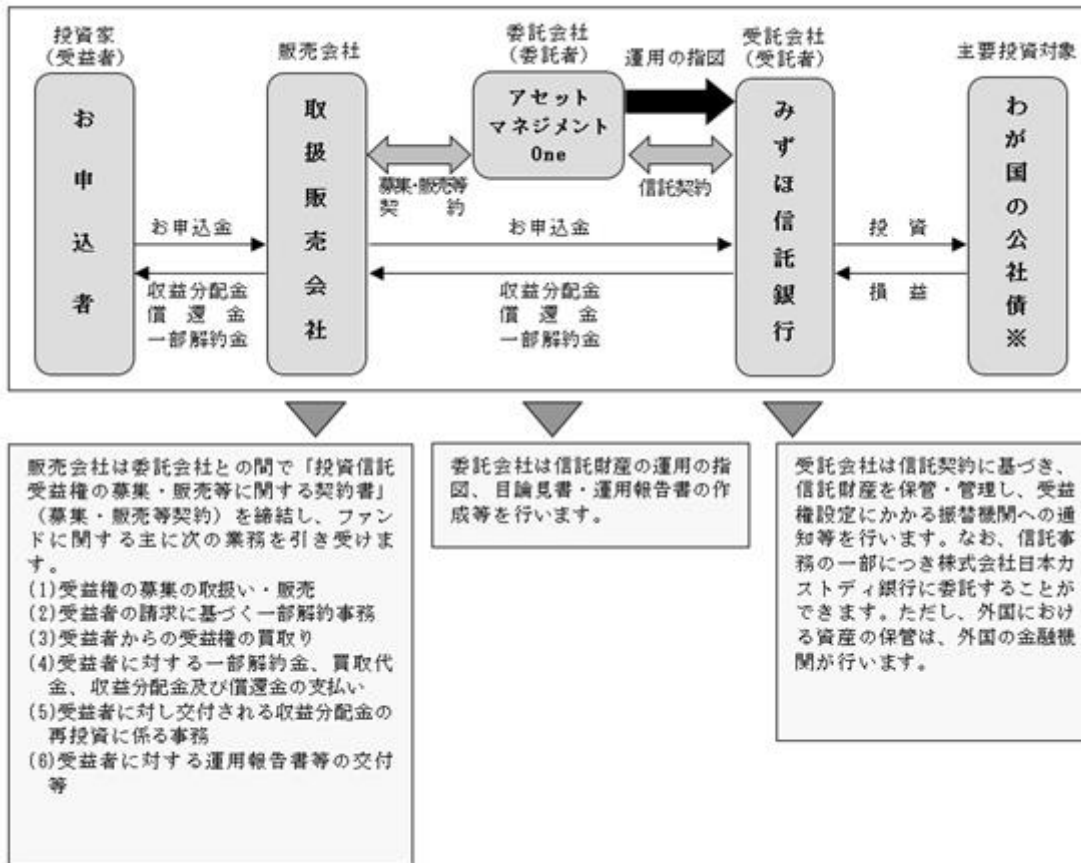 投資家
(受益者)
販売会社
委託会社
(委託者)
運用の指図
受託会社
(受託者)
主要投資対象
お申込者
取扱販売会社
アセット
マネジメント
One
みずほ信託銀行
わが国の公社債※
募集・販売等
契 約
信託契約
お申込金
お申込金
投 資
収益分配金
償 還 金
一部解約金
収益分配金
償 還 金
一部解約金
損 益
販売会社は委託会社との間で「投資信託
受益権の募集・販売等に関する契約書」
(募集・販売等契約)を締結し、ファン
ドに関する主に次の業務を引き受けま
す。
(1)受益権の募集の取扱い・販売
(2)受益者の請求に基づく一部解約事務
(3)受益者からの受益権の買取り
(4)受益者に対する一部解約金、買取代
金、収益分配金及び償還金の支払い
(5)受益者に対し交付される収益分配金の
再投資に係る事務
(6)受益者に対する運用報告書等の交付
等
委託会社は信託財産の運用の指
図、目論見書・運用報告書の作
成等を行います。
受託会社は信託契約に基づき、
信託財産を保管・管理し、受益
権設定にかかる振替機関への通
知等を行います。なお、信託事
務の一部につき株式会社日本カ
ストディ銀行に委託することが
できます。ただし、外国におけ
る資産の保管は、外国の金融機
関が行います。